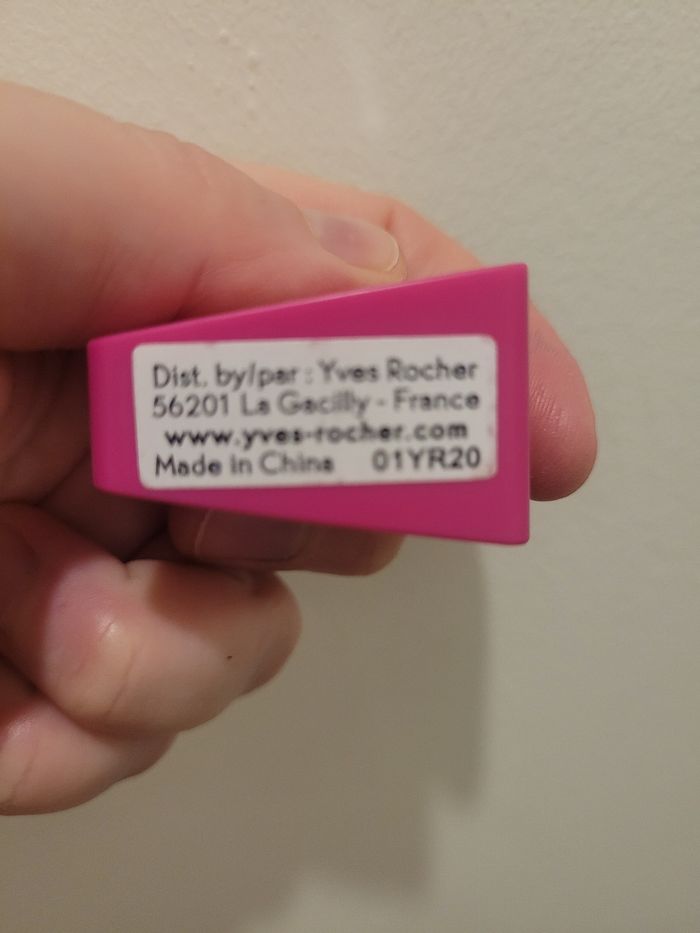 Dist. by/par : Yves Rocher
56201 La Gacilly - France
www.yves-rocher.com
Made in China 01YR20